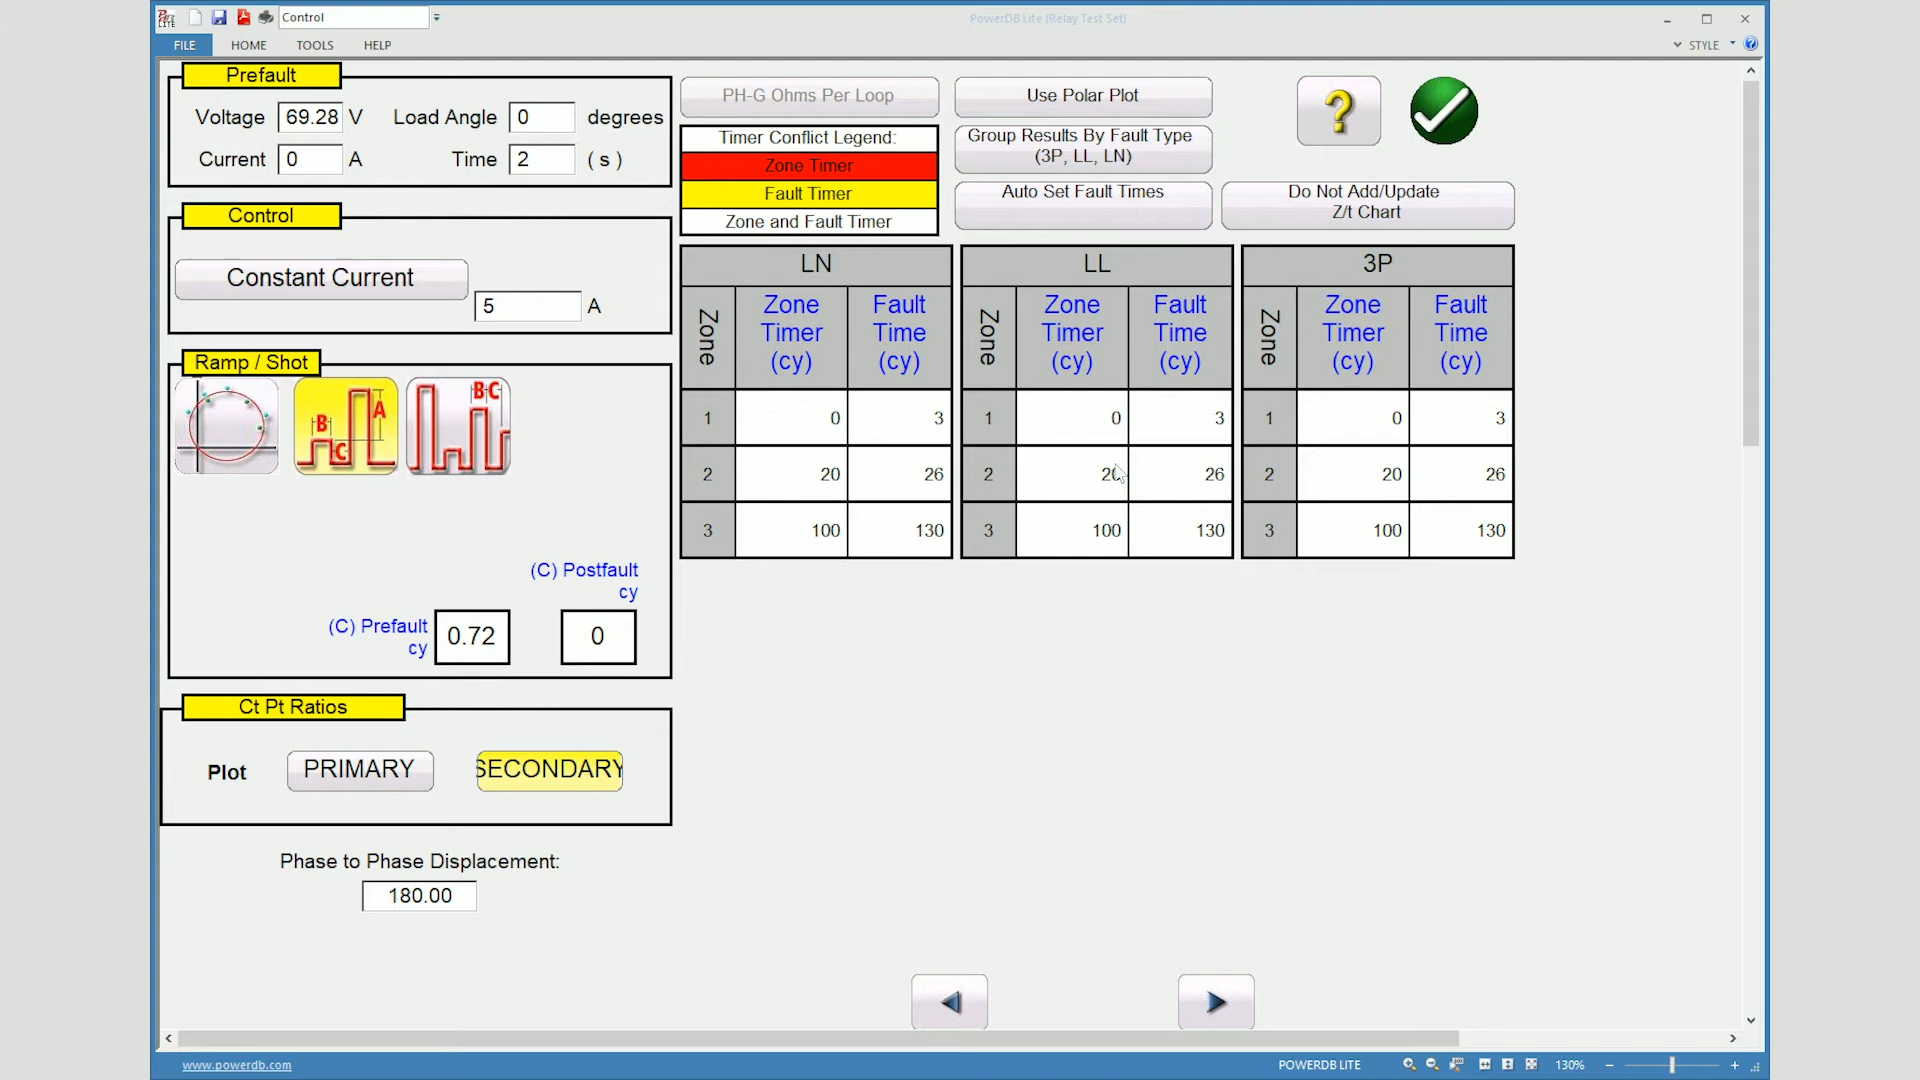 Control
PowerDB Lite (Relay Test Set)
FILE HOME TOOLS HELP
STYLE
Prefault
Voltage 69.28 V Load Angle 0 degrees
Current 0 A Time 2 ( s )
Control
Constant Current
5 A
Ramp / Shot
B A C
B C
(C) Postfault
cy
(C) Prefault
cy
0.72 0
Ct Pt Ratios
Plot PRIMARY SECONDARY
Phase to Phase Displacement:
180.00
PH-G Ohms Per Loop
Timer Conflict Legend:
Zone Timer
Fault Timer
Zone and Fault Timer
Use Polar Plot
Group Results By Fault Type
(3P, LL, LN)
Auto Set Fault Times
Do Not Add/Update
Z/t Chart
?
LN
Zone
Zone
Timer
(cy)
Fault
Time
(cy)
1 0 3
2 20 26
3 100 130
LL
Zone
Zone
Timer
(cy)
Fault
Time
(cy)
1 0 3
2 20 26
3 100 130
3P
Zone
Zone
Timer
(cy)
Fault
Time
(cy)
1 0 3
2 20 26
3 100 130
www.powerdb.com
POWERDB LITE
130%